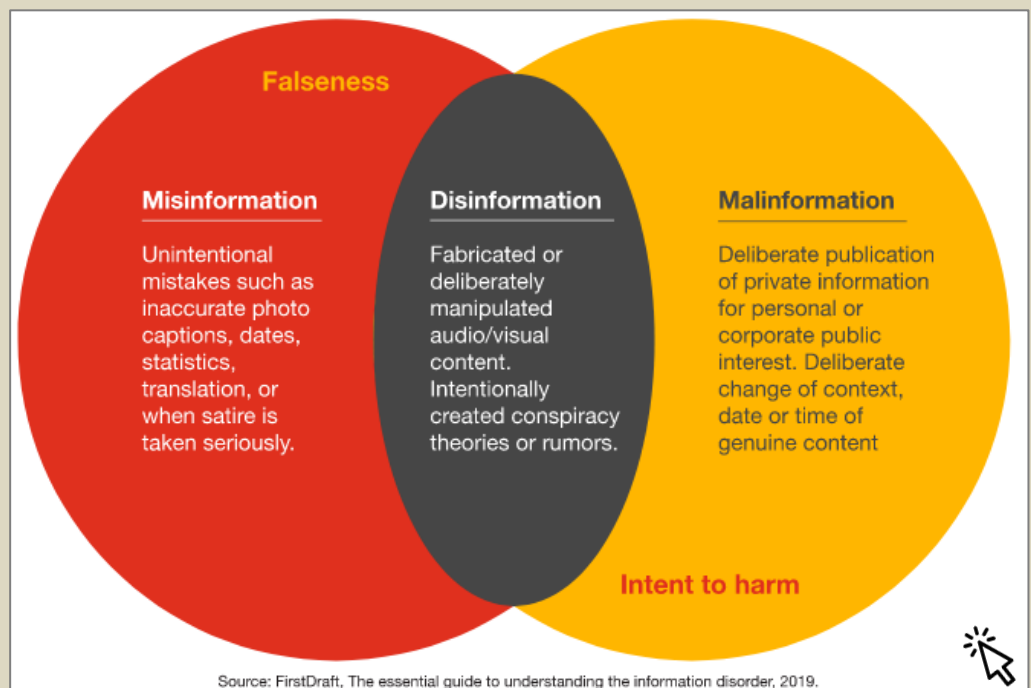 Falseness
Misinformation
Unintentional
mistakes such as
inaccurate photo
captions, dates,
statistics,
translation, or
when satire is
taken seriously.
Disinformation
Fabricated or
deliberately
manipulated
audio/visual
content.
Intentionally
created conspiracy
theories or rumors.
Malinformation
Deliberate publication
of private information
for personal or
corporate public
interest. Deliberate
change of context,
date or time of
genuine content
Intent to harm
Source: FirstDraft, The essential guide to understanding the information disorder, 2019.